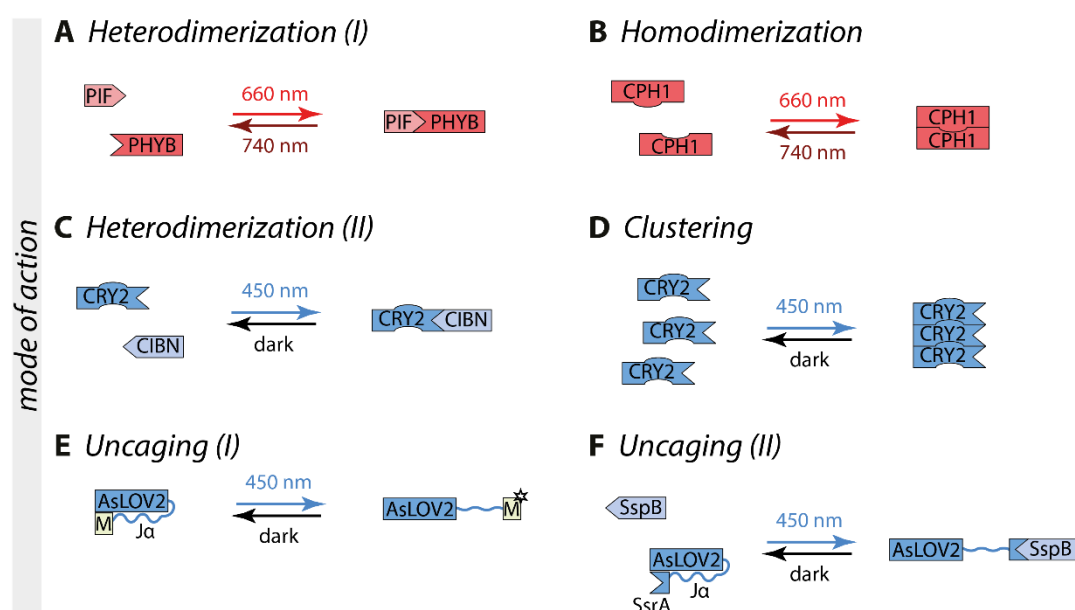 mode of action
A Heterodimerization (I)
PIF
PHYB
660 nm
740 nm
PIF PHYB
B Homodimerization
CPH1
CPH1
660 nm
740 nm
CPH1
CPH1
C Heterodimerization (II)
CRY2
CIBN
450 nm
dark
CRY2 CIBN
D Clustering
CRY2
CRY2
CRY2
450 nm
dark
CRY2
CRY2
CRY2
E Uncaging (I)
AsLOV2
M
Jα
450 nm
dark
AsLOV2
M
F Uncaging (II)
SspB
AsLOV2
SsrA
Jα
450 nm
dark
AsLOV2
SspB